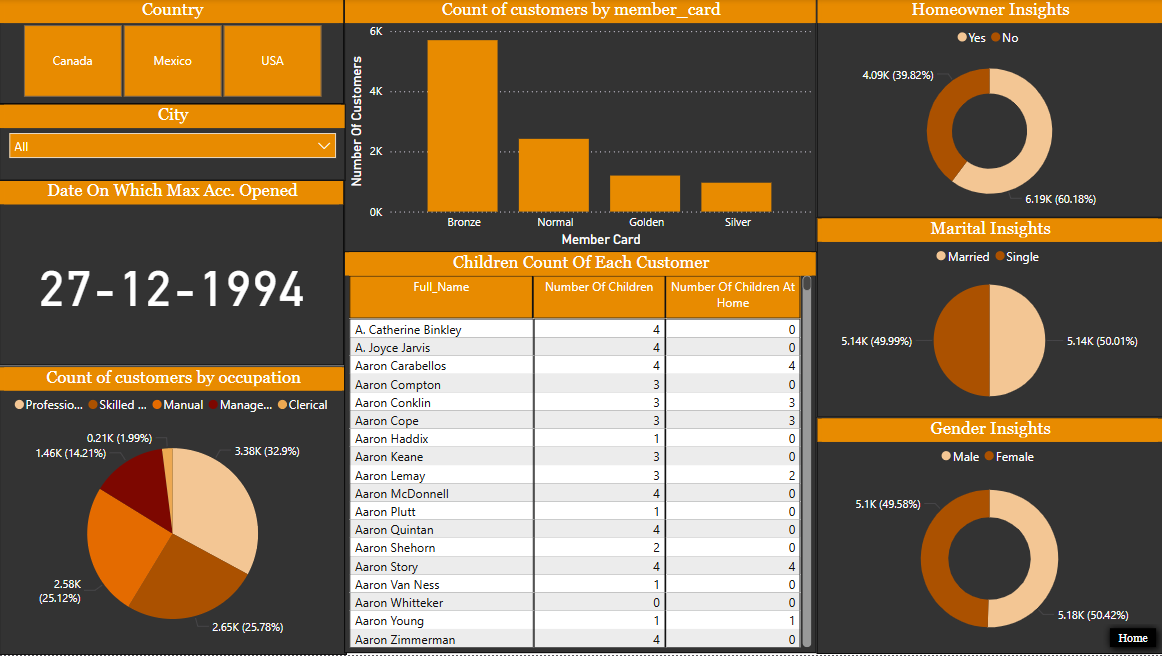 Country
Canada
Mexico
USA
City
All
Date On Which Max Acc. Opened
27-12-1994
Count of customers by occupation
Professio... Skilled ... Manual Manage... Clerical
0.21K (1.99%)
1.46K (14.21%)
3.38K (32.9%)
2.58K
(25.12%)
2.65K (25.78%)
Count of customers by member_card
Number Of Customers
6K
4K
2K
0K
Bronze Normal Golden Silver
Member Card
Children Count Of Each Customer
Full_Name Number Of Children Number Of Children At
Home
A. Catherine Binkley 4 0
A. Joyce Jarvis 4 0
Aaron Carabellos 4 4
Aaron Compton 3 0
Aaron Conklin 3 3
Aaron Cope 3 3
Aaron Haddix 1 0
Aaron Keane 3 0
Aaron Lemay 3 2
Aaron McDonnell 4 0
Aaron Plutt 1 0
Aaron Quintan 4 0
Aaron Shehorn 2 0
Aaron Story 4 4
Aaron Van Ness 1 0
Aaron Whitteker 0 0
Aaron Young 1 1
Aaron Zimmerman 4 0
Homeowner Insights
Yes No
4.09K (39.82%)
6.19K (60.18%)
Marital Insights
Married Single
5.14K (49.99%)
5.14K (50.01%)
Gender Insights
Male Female
5.1K (49.58%)
5.18K (50.42%)
Home